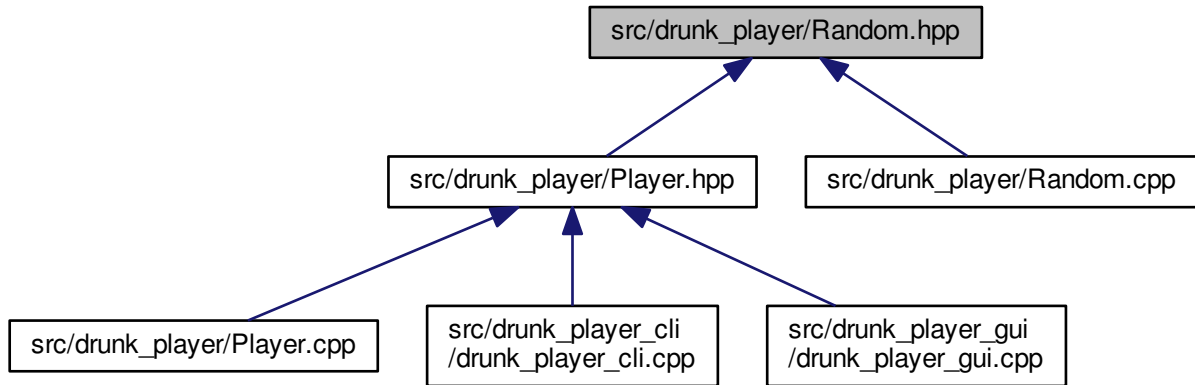 src/drunk_player/Random.hpp
src/drunk_player/Player.hpp
src/drunk_player/Random.cpp
src/drunk_player/Player.cpp
src/drunk_player_cli
/drunk_player_cli.cpp
src/drunk_player_gui
/drunk_player_gui.cpp